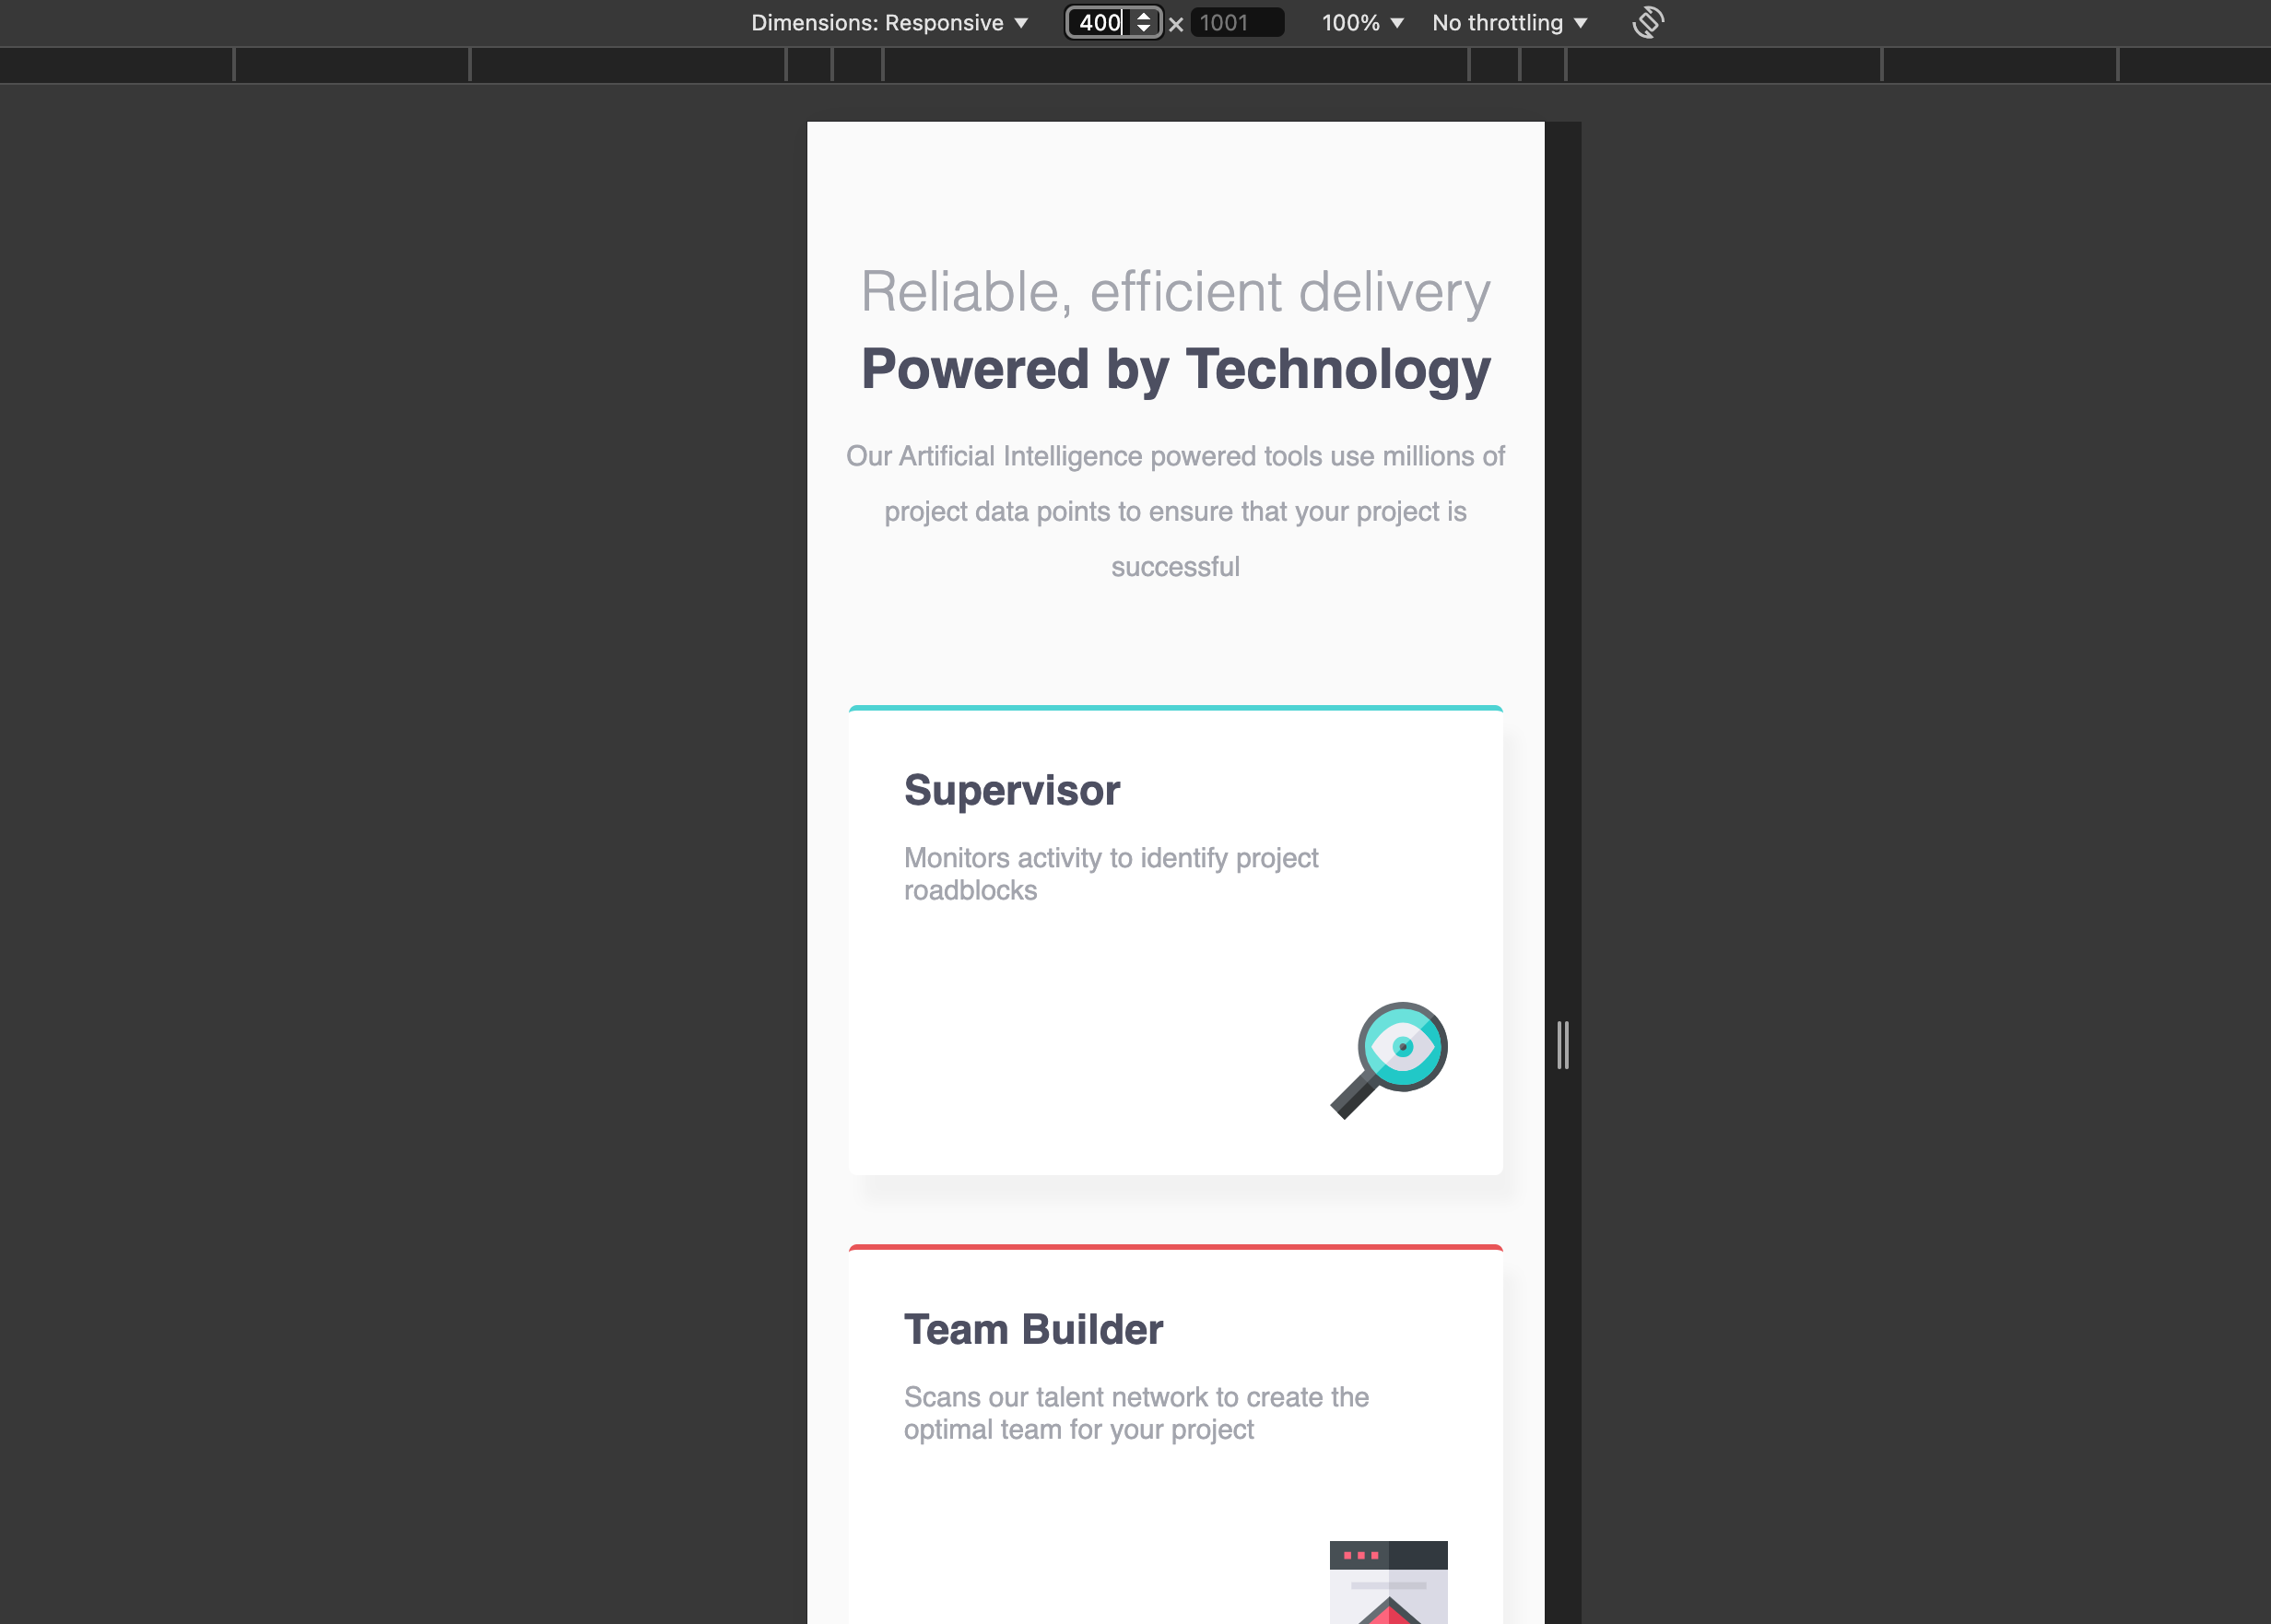 Dimensions: Responsive 400 × 1001 100% No throttling
Reliable, efficient delivery
Powered by Technology
Our Artificial Intelligence powered tools use millions of
project data points to ensure that your project is
successful
Supervisor
Monitors activity to identify project
roadblocks
Team Builder
Scans our talent network to create the
optimal team for your project